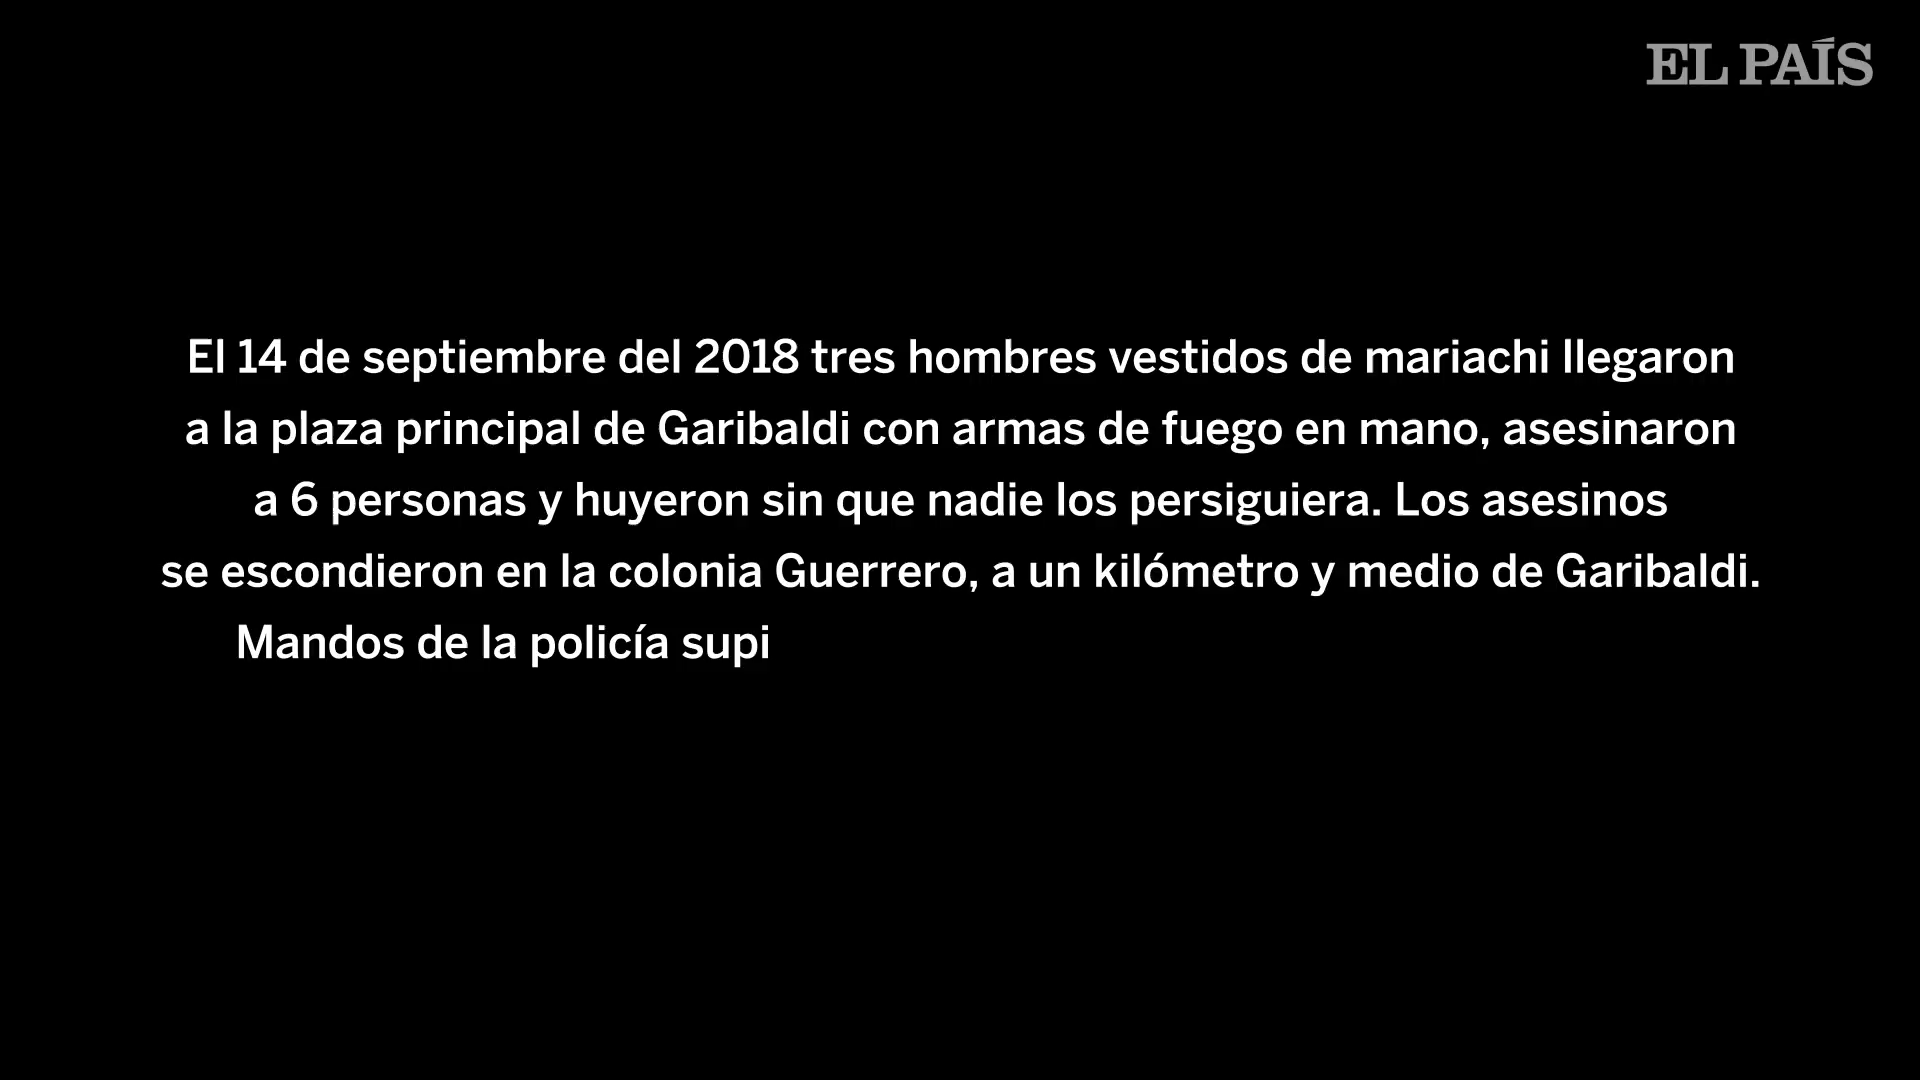 EL PAÍS
El 14 de septiembre del 2018 tres hombres vestidos de mariachi llegaron
a la plaza principal de Garibaldi con armas de fuego en mano, asesinaron
a 6 personas y huyeron sin que nadie los persiguiera. Los asesinos
se escondieron en la colonia Guerrero, a un kilómetro y medio de Garibaldi.
Mandos de la policía supi